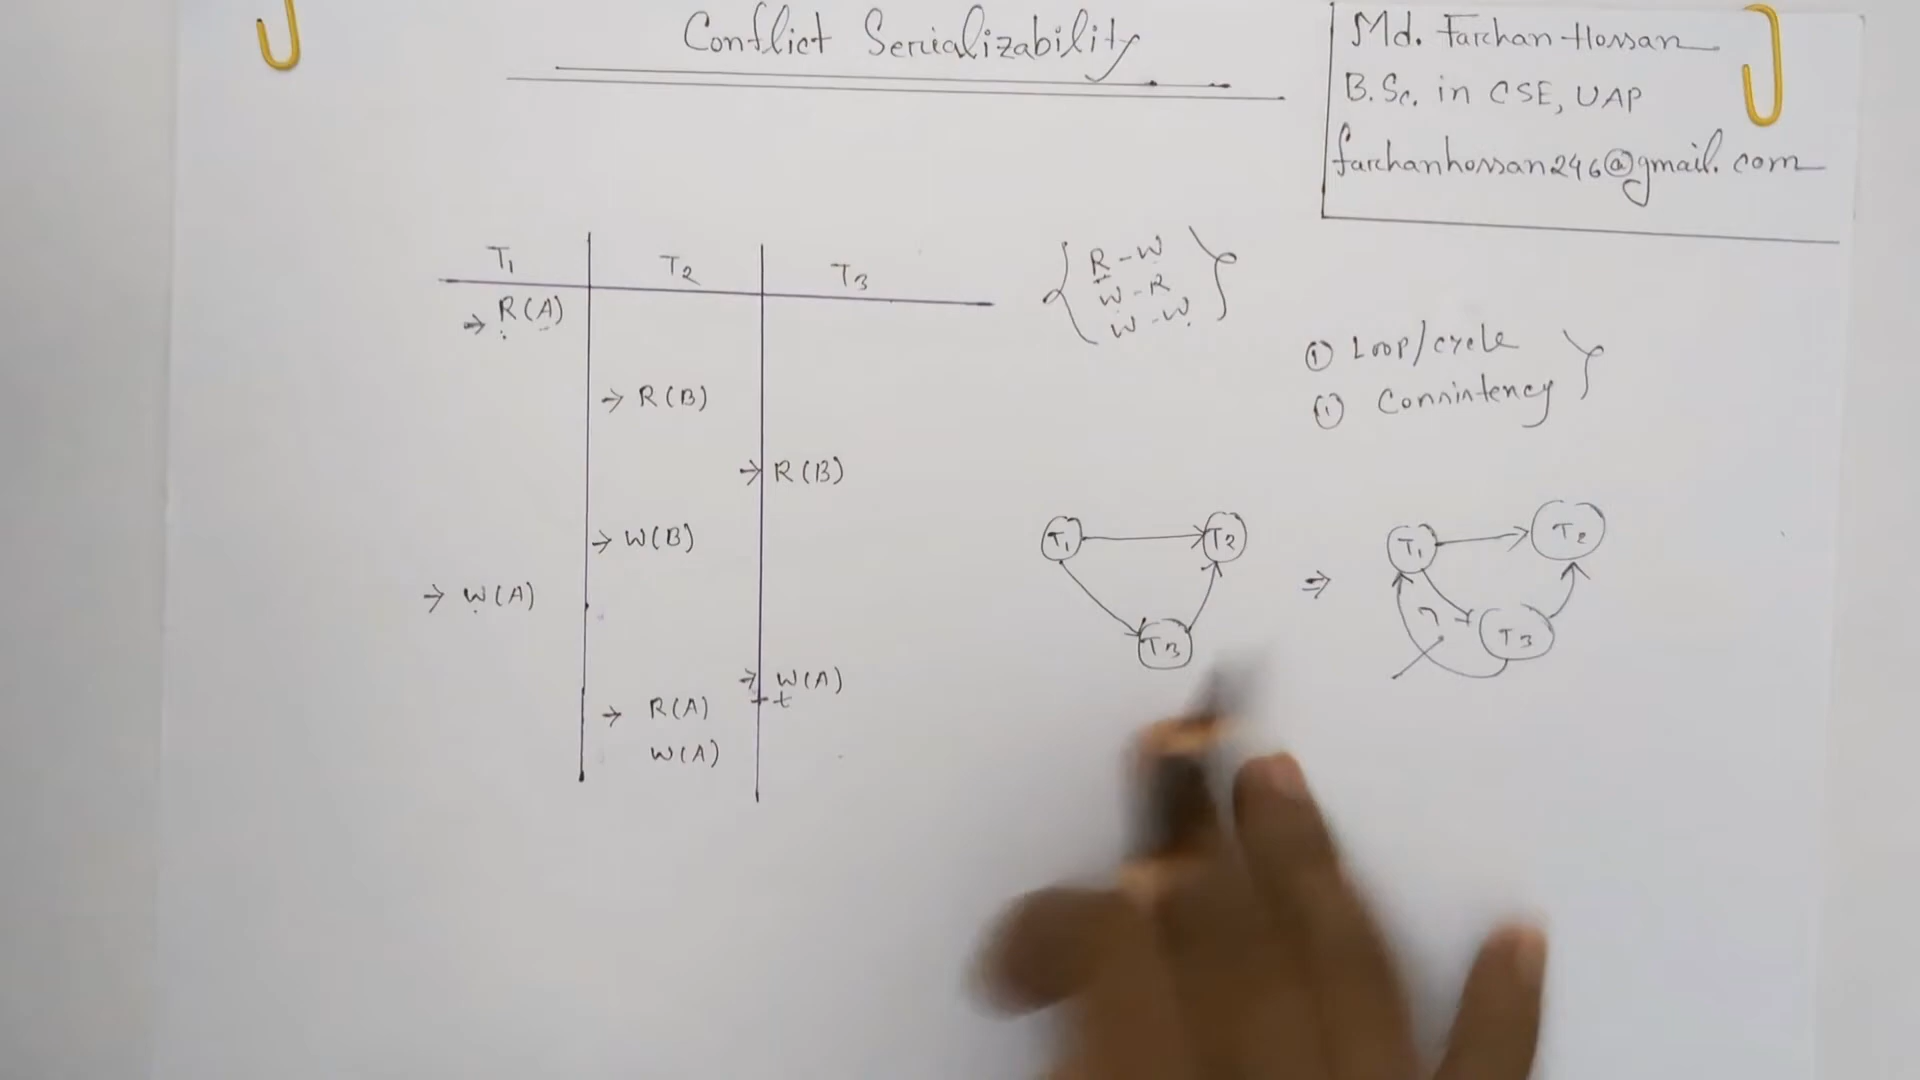 Conflict Serializability
Md. Farhan Hossan
B.Sc. in CSE, UAP
farhanhossan246@gmail.com
T1 T2 T3
→ R(A)
→ R(B)
→ R(B)
→ W(B)
→ W(A)
→ W(A)
→ R(A)
W(A)
R-W
W-R
W-W
① Loop/cycle
① Consistency
T1 T2
T3
⇒
T1 T2
T3